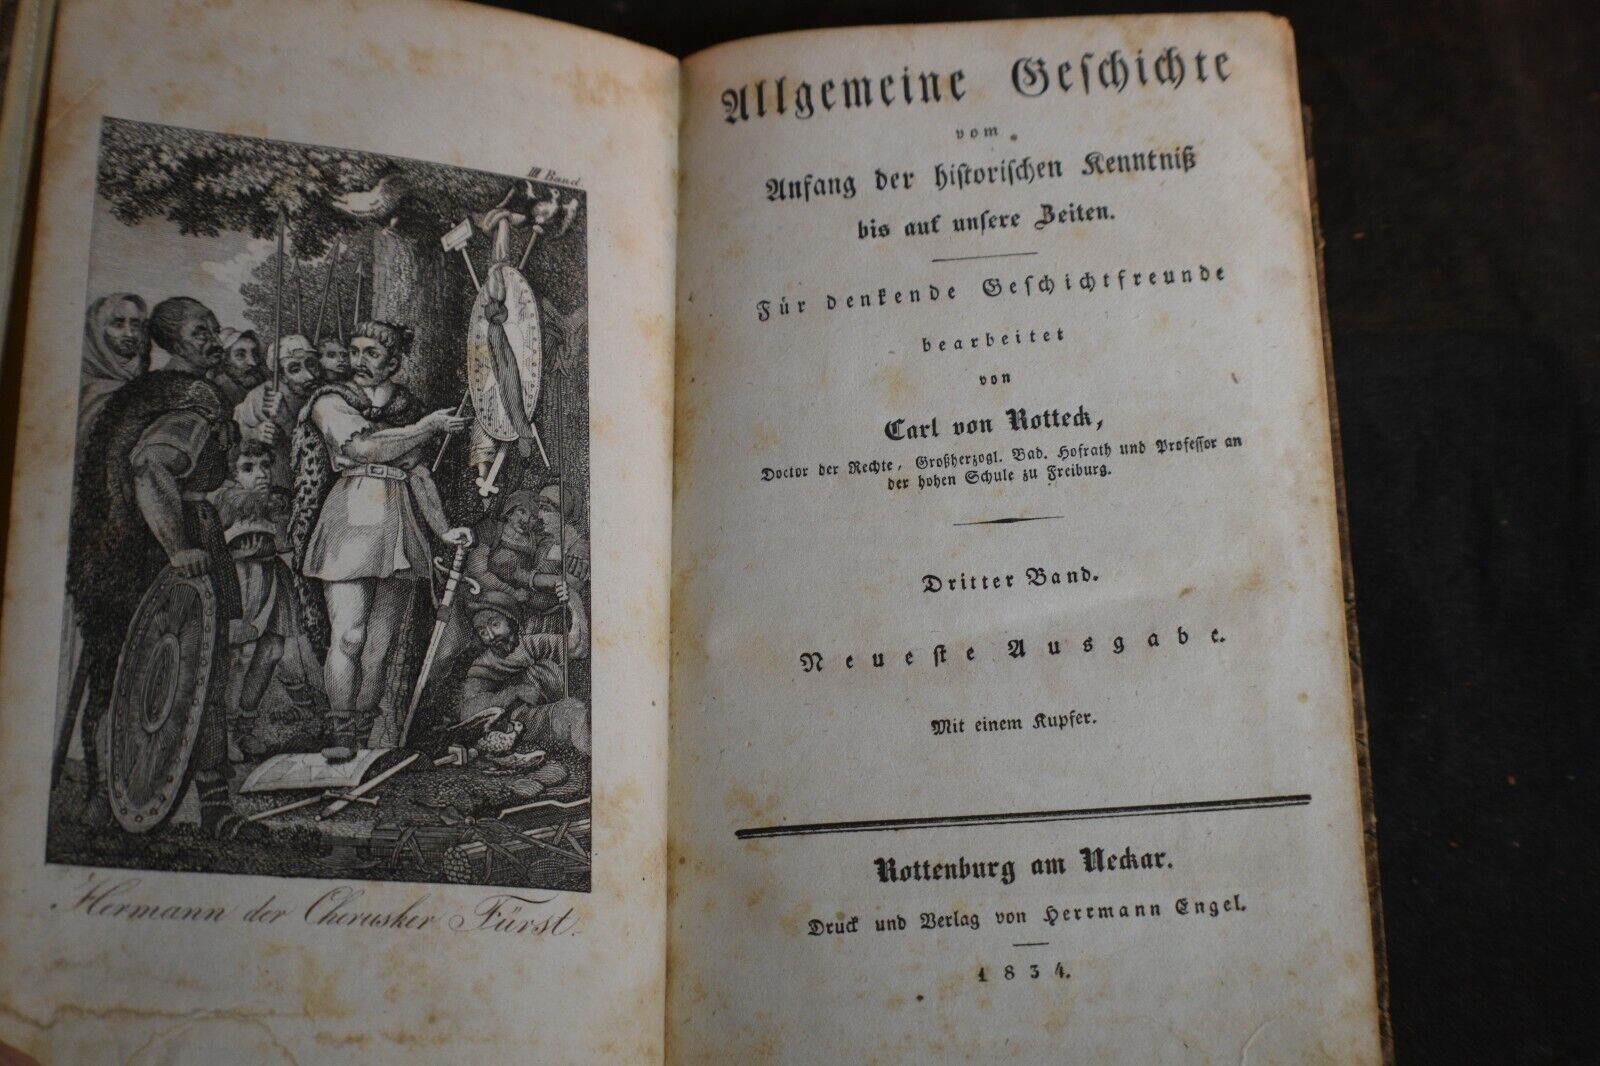 III Band
Hermann der Cherusker Fürst.
Allgemeine Geschichte
vom
Anfang der historischen Kenntniß
bis auf unsere Zeiten.
Für denkende Geschichtfreunde
bearbeitet
von
Carl von Rotteck,
Doctor der Rechte, Großherzogl. Bad. Hofrath und Professor an
der hohen Schule zu Freiburg.
Dritter Band.
Neueste Ausgabe.
Mit einem Kupfer.
Rottenburg am Neckar.
Druck und Verlag von Herrmann Engel.
1834.